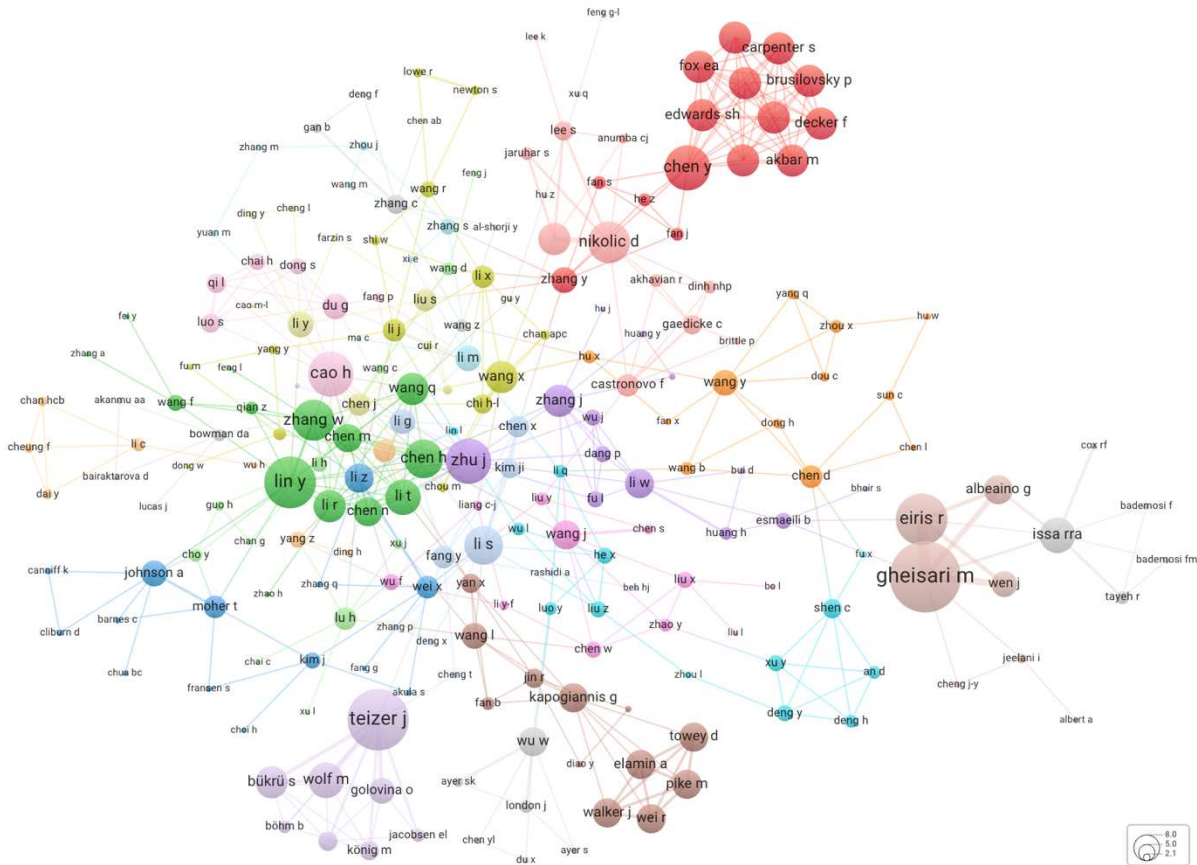 feng g-l
lee k
carpenter s
fox ea
lowe r
brusilovsky p
newton s
deng f
xu q
chen ab
edwards sh
decker f
gan b
lee s
anumba cj
zhou j
zhang m
jaruhar s
akbar m
chen y
feng j
wang m
fan s
wang r
hu z
he z
zhang c
ding y
cheng l
zhang s
al-shorji y
yuan m
farzin s
shi w
fan j
nikolic d
chai h
dong s
xi e
wang d
qi l
li x
zhang y
akhavian r
dinh nhp
cao m-l
fang p
liu s
gu y
yang q
du g
hu j
luo s
li y
wang z
gaedicke c
zhou x
hu w
fei y
li j
chan apc
huang y
ma c
cui r
brittle p
yang y
li m
hu x
zhang a
fu m
feng l
wang c
cao h
wang x
dou c
wang q
castronovo f
wang y
sun c
chan hcb
akanmu aa
wang f
qian z
chen j
chi h-l
zhang j
zhang w
li g
wu j
fan x
dong h
bowman da
chen m
lin l
chen x
cheung f
li c
chen l
cox rf
bairaktarova d
dong w
wu h
li h
chen h
zhu j
dang p
wang b
bui d
kim ji
li q
chen d
li z
lin y
chou m
li w
bhoir s
albeaino g
dai y
lucas j
li t
fu l
bademosi f
guo h
li r
chen n
liang c-j
liu y
eiris r
chang g
wu l
chen s
esmaeili b
huang h
issa rra
cho y
yang z
xu j
wang j
ding h
fang y
li s
he x
fu x
bademosi fm
canniff k
johnson a
rashidi a
gheisari m
wen j
zhang q
wu f
wei x
yan x
beh hj
liu x
bo l
tayeh r
zhao h
moher t
li y-f
luo y
liu z
shen c
barnes c
lu h
zhang p
zhao y
liu l
cliburn d
deng x
wang l
chen w
chua bc
chai c
kim j
fang g
jeelani i
xu y
an d
cheng t
zhou l
jin r
cheng j-y
fransen s
akula s
kapogiannis g
fan b
xu l
deng y
deng h
albert a
teizer j
choi h
towey d
wu w
diao y
elamin a
bükrü s
wolf m
ayer sk
pike m
golovina o
london j
walker j
wei r
böhm b
jacobsen el
chen yl
ayer s
könig m
du x
8.0
5.0
2.1